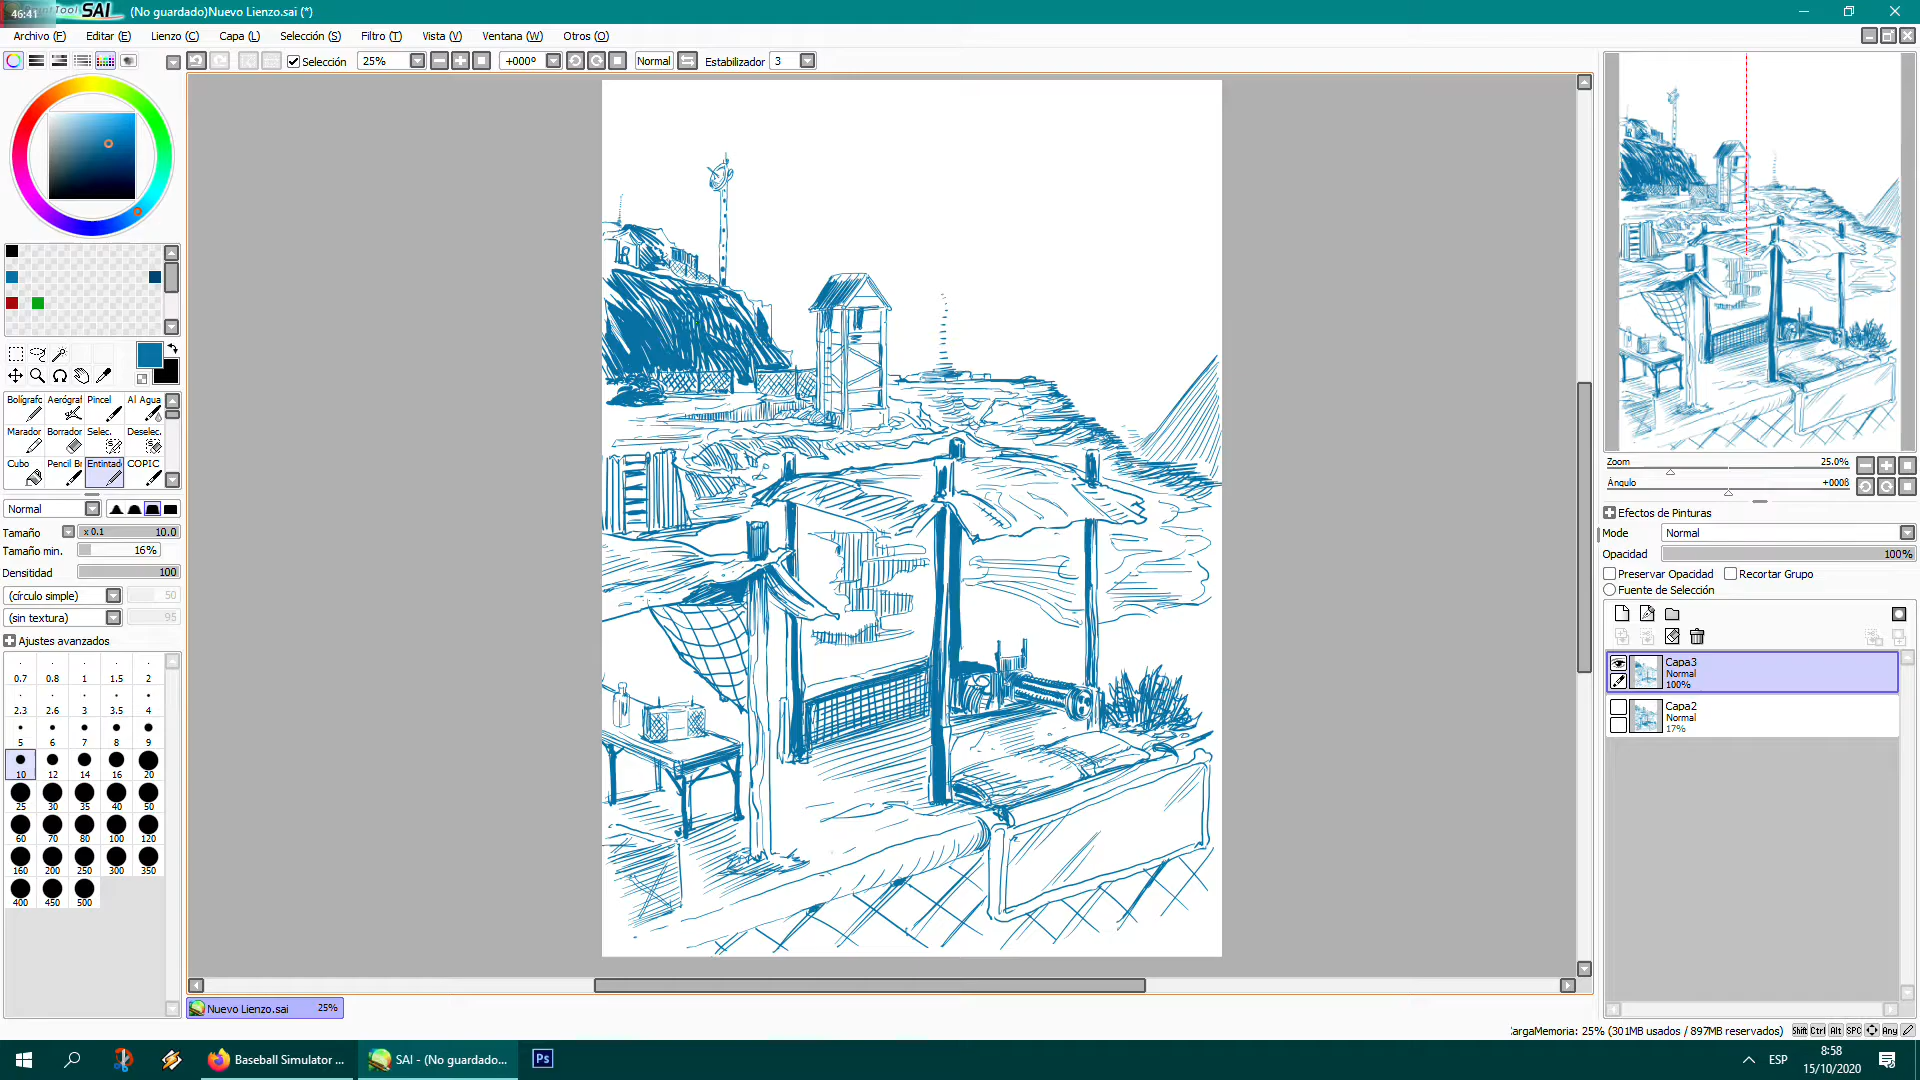 46:41
SAI
(No guardado)Nuevo Lienzo.sai (*)
Archivo (F) Editar (E) Lienzo (C) Capa (L) Selección (S) Filtro (T) Vista (V) Ventana (W) Otros (O)
Selección 25% +000º Normal Estabilizador 3
Bolígrafo Aerógraf Pincel Al Agua
Marador Borrador Selec. Deselec.
Cubo Pencil B Entintado COPIC
Normal
Tamaño x 0.1 10.0
Tamaño min. 16%
Densitidad 100
(círculo simple) 50
(sin textura) 95
Ajustes avanzados
0.7 0.8 1 1.5 2
2.3 2.6 3 3.5 4
5 6 7 8 9
10 12 14 16 20
25 30 35 40 50
60 70 80 100 120
160 200 250 300 350
400 450 500
Nuevo Lienzo.sai 25%
Zoom 25.0%
Ángulo +000ß
Efectos de Pinturas
Mode Normal
Opacidad 100%
Preservar Opacidad Recortar Grupo
Fuente de Selección
Capa3
Normal
100%
Capa2
Normal
17%
CargaMemoria: 25% (301MB usados / 897MB reservados) Shift Ctrl Alt SPC Any
Baseball Simulator ...
SAI - (No guardado...
Ps
ESP
8:58
15/10/2020